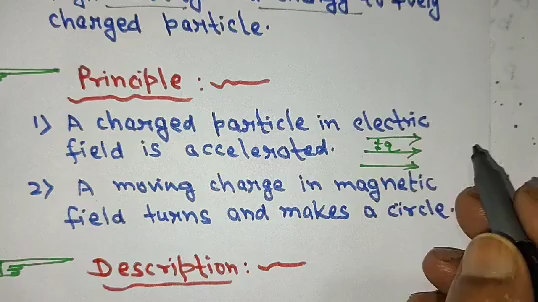 charged particle.
Principle :
1) A charged particle in electric
field is accelerated.
+q
2) A moving charge in magnetic
field turns and makes a circle.
Description :